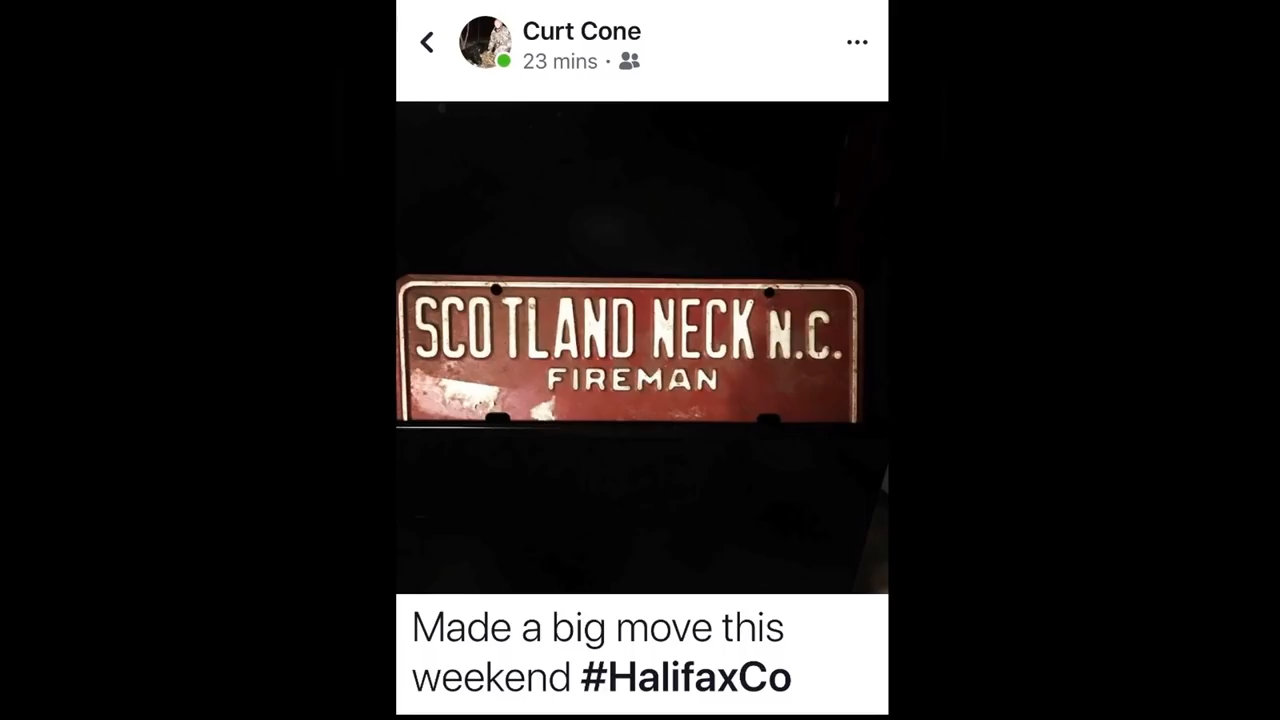 Curt Cone
23 mins ·
SCOTLAND NECK N.C.
FIREMAN
Made a big move this
weekend #HalifaxCo